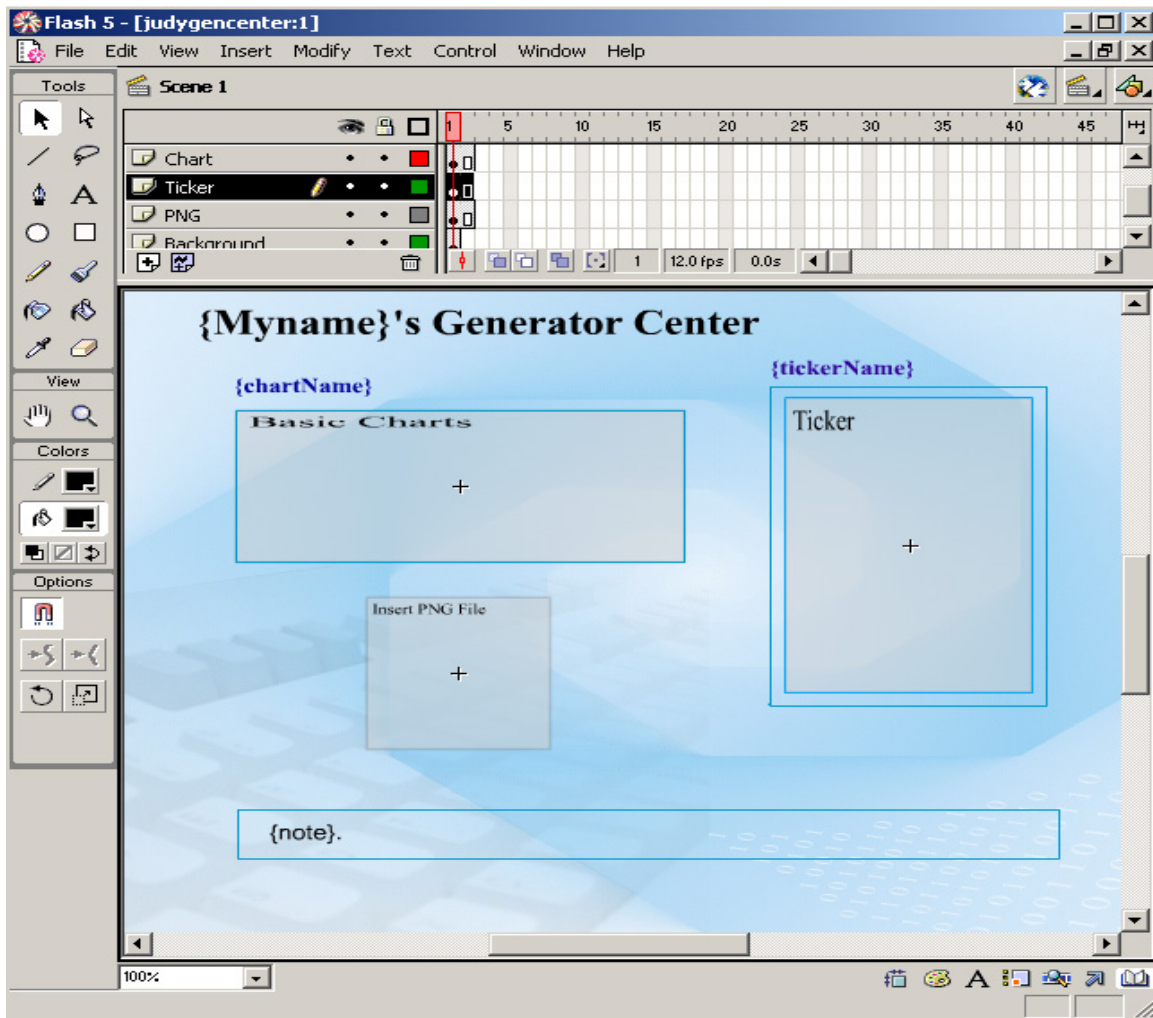 Flash 5 - [judygencenter:1]
File Edit View Insert Modify Text Control Window Help
Tools
Scene 1
1 5 10 15 20 25 30 35 40 45
Chart
Ticker
PNG
Background
1 12.0 fps 0.0s
{Myname}'s Generator Center
{tickerName}
{chartName}
View
Basic Charts
Ticker
Colors
Options
Insert PNG File
{note}.
100%